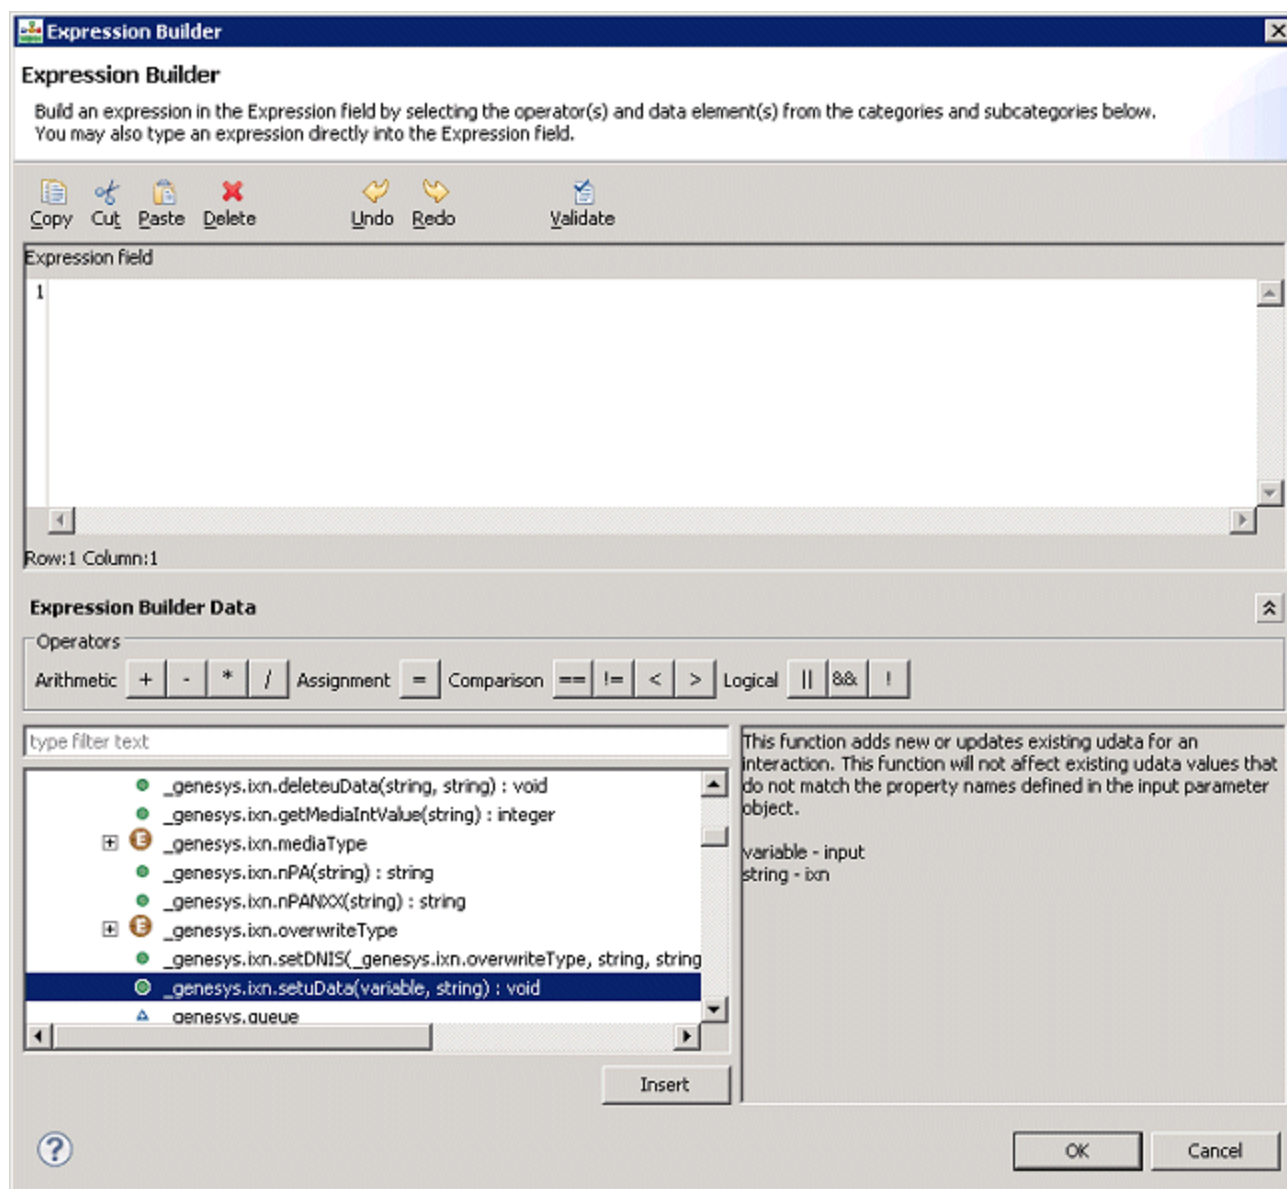 Expression Builder
Expression Builder
Build an expression in the Expression field by selecting the operator(s) and data element(s) from the categories and subcategories below.
You may also type an expression directly into the Expression field.
Copy Cut Paste Delete Undo Redo Validate
Expression field
1
Row:1 Column:1
Expression Builder Data
Operators
Arithmetic + - * / Assignment = Comparison == != < > Logical || && !
type filter text
_genesys.ixn.deleteuData(string, string) : void
_genesys.ixn.getMediaIntValue(string) : integer
_genesys.ixn.mediaType
_genesys.ixn.nPA(string) : string
_genesys.ixn.nPANXX(string) : string
_genesys.ixn.overwriteType
_genesys.ixn.setDNIS(_genesys.ixn.overwriteType, string, string
_genesys.ixn.setuData(variable, string) : void
_genesys.queue
This function adds new or updates existing udata for an
interaction. This function will not affect existing udata values that
do not match the property names defined in the input parameter
object.
variable - input
string - ixn
Insert
?
OK Cancel